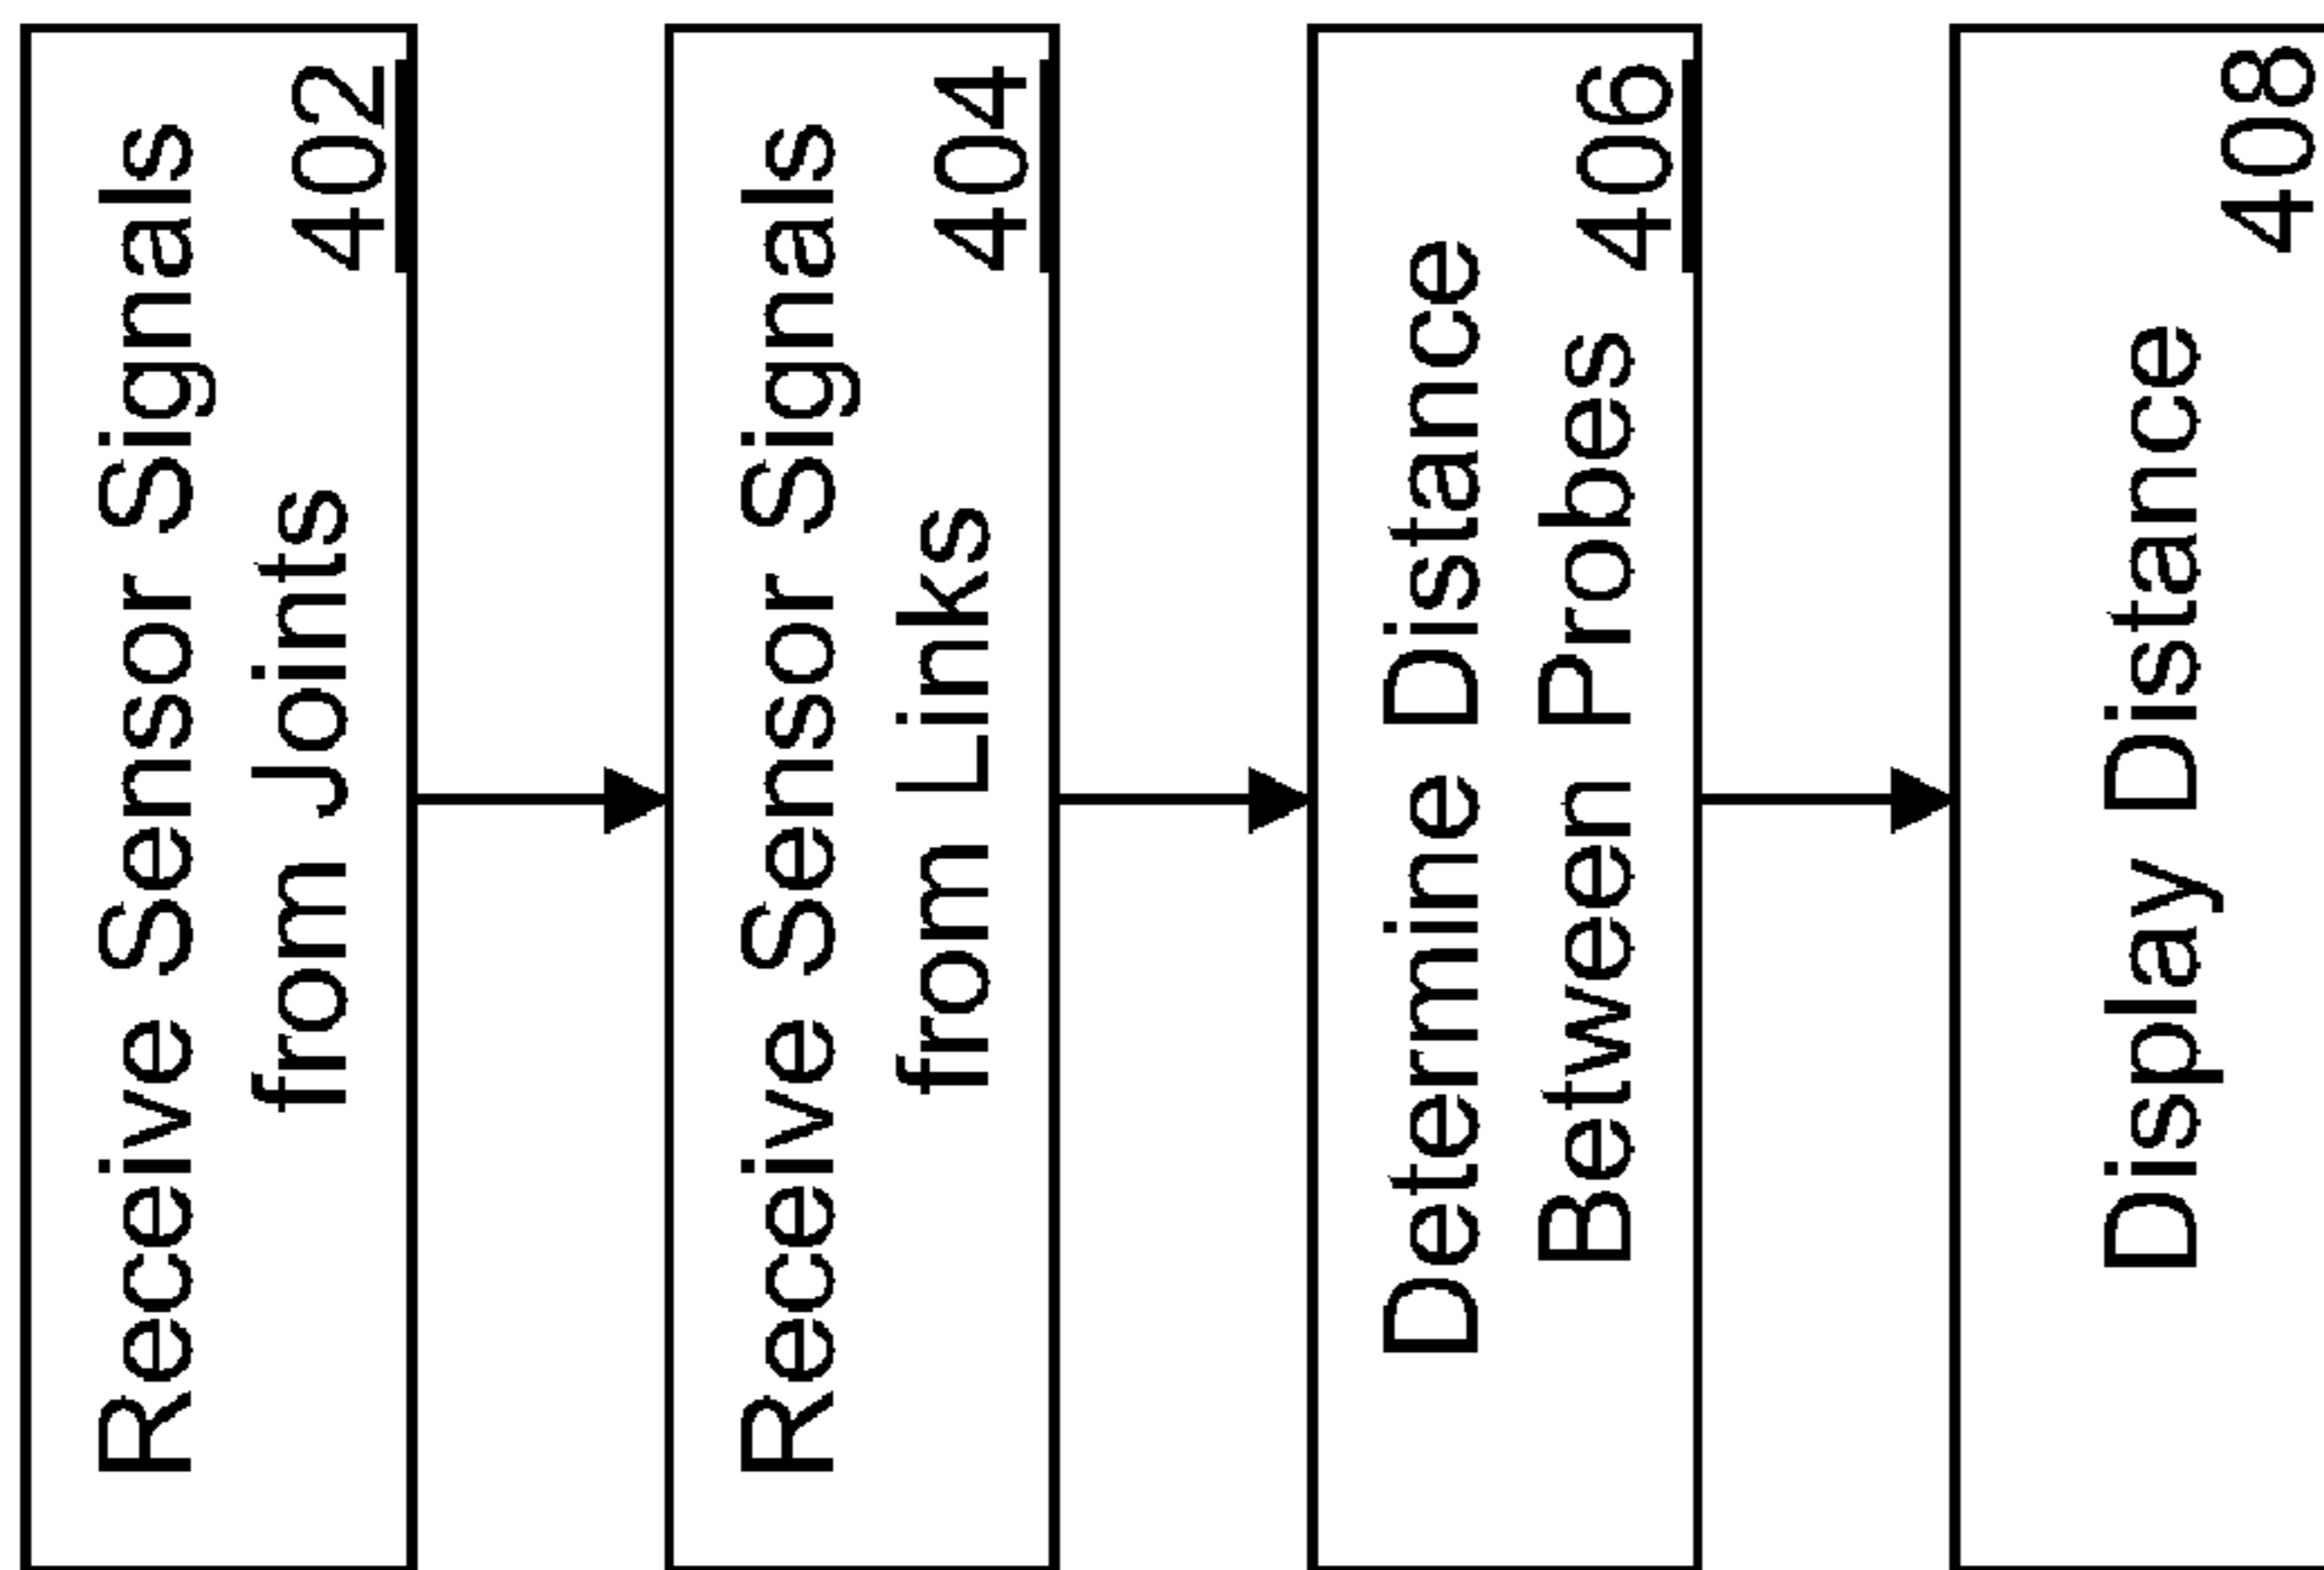 Receive Sensor Signals
from Joints
402
Receive Sensor Signals
from Links
404
Determine Distance
Between Probes 406
Display Distance
408